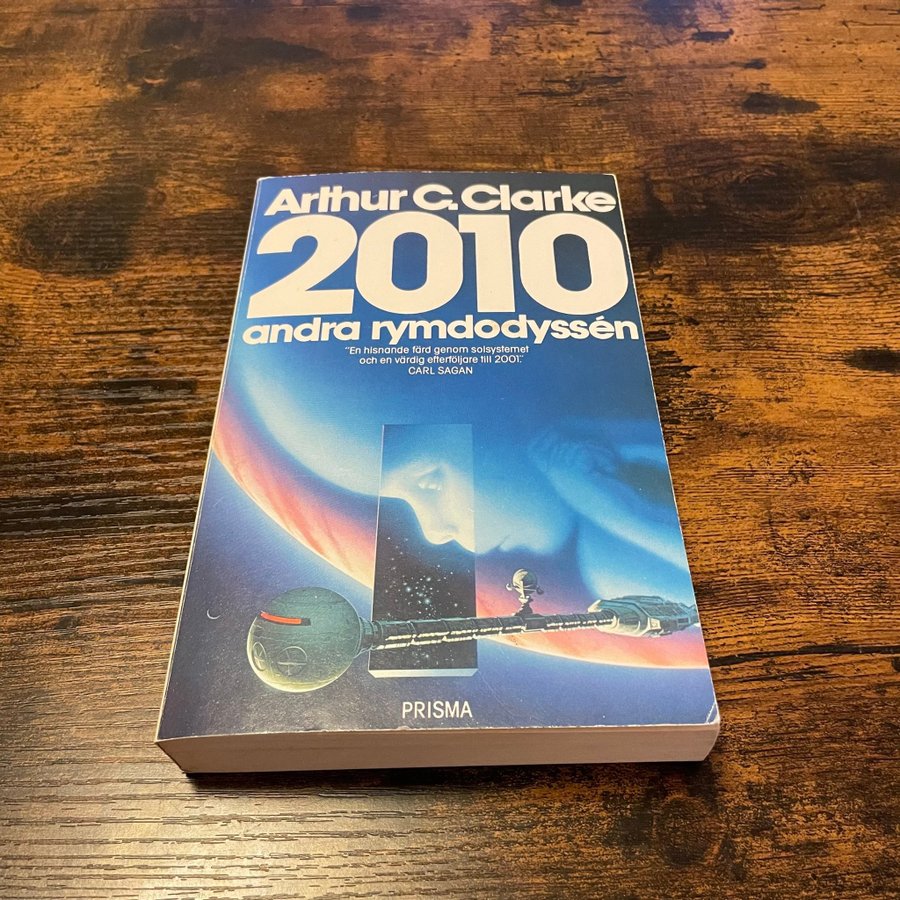 Arthur C. Clarke
2010
andra rymdodyssén
"En hisnande färd genom solsystemet
och en värdig efterföljare till 2001."
CARL SAGAN
PRISMA